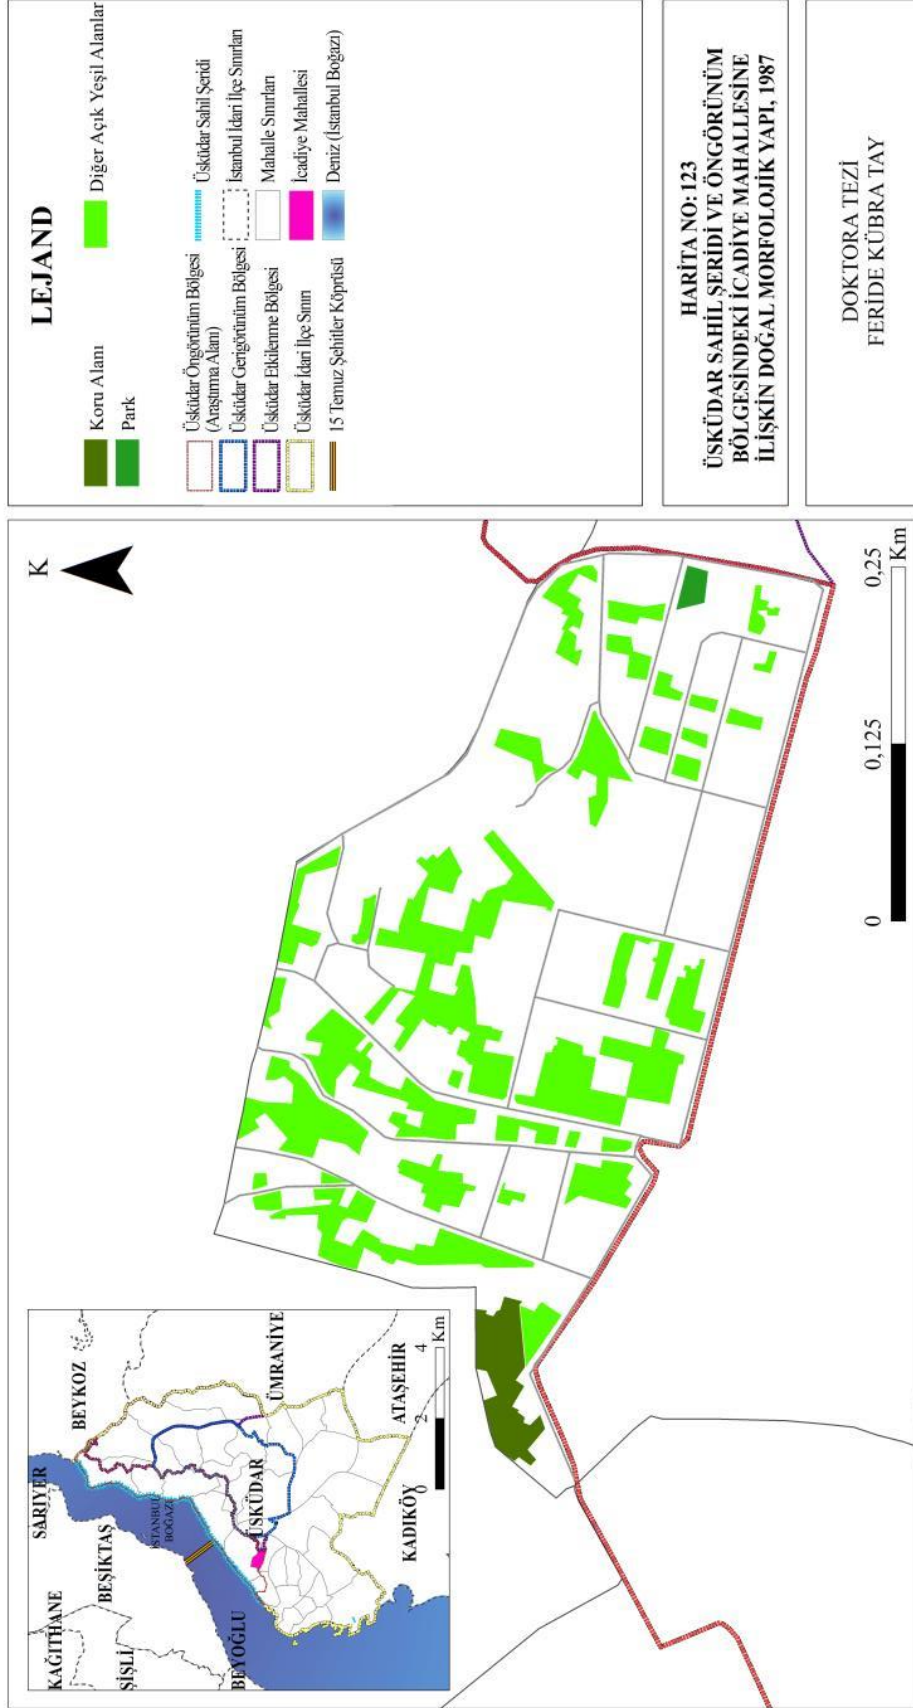 LEJAND
Koru Alanı
Park
Diğer Açık Yeşil Alanlar
Üsküdar Öngörünüm Bölgesi
(Araştırma Alanı)
Üsküdar Gerigörünüm Bölgesi
Üsküdar Etkilenme Bölgesi
Üsküdar İdari İlçe Sınırı
15 Temuz Şehitler Köprüsü
Üsküdar Sahil Şeridi
İstanbul İdari İlçe Sınırları
Mahalle Sınırları
İcadiye Mahallesi
Deniz (İstanbul Boğazı)
HARİTA NO: 123
ÜSKÜDAR SAHİL ŞERİDİ VE ÖNGÖRÜNÜM
BÖLGESİNDEKİ İCADİYE MAHALLESİNE
İLİŞKİN DOĞAL MORFOLOJİK YAPI, 1987
DOKTORA TEZİ
FERİDE KÜBRA TAY
K
0
0,125
0,25
Km
KAĞITHANE
SARIYER
BEYKOZ
ŞİŞLİ
BEŞİKTAŞ
İSTANBUL
BOĞAZI
BEYOĞLU
ÜSKÜDAR
ÜMRANİYE
KADIKÖY
ATAŞEHİR
0
2
4
Km